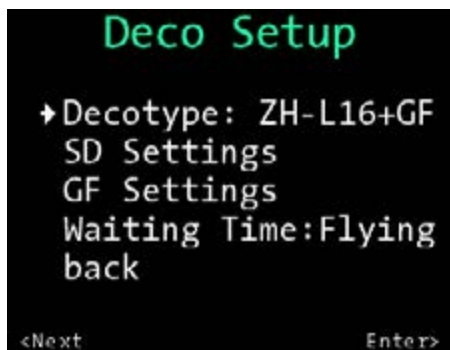 Deco Setup
Decotype: ZH-L16+GF
SD Settings
GF Settings
Waiting Time:Flying
back
<Next Enter>